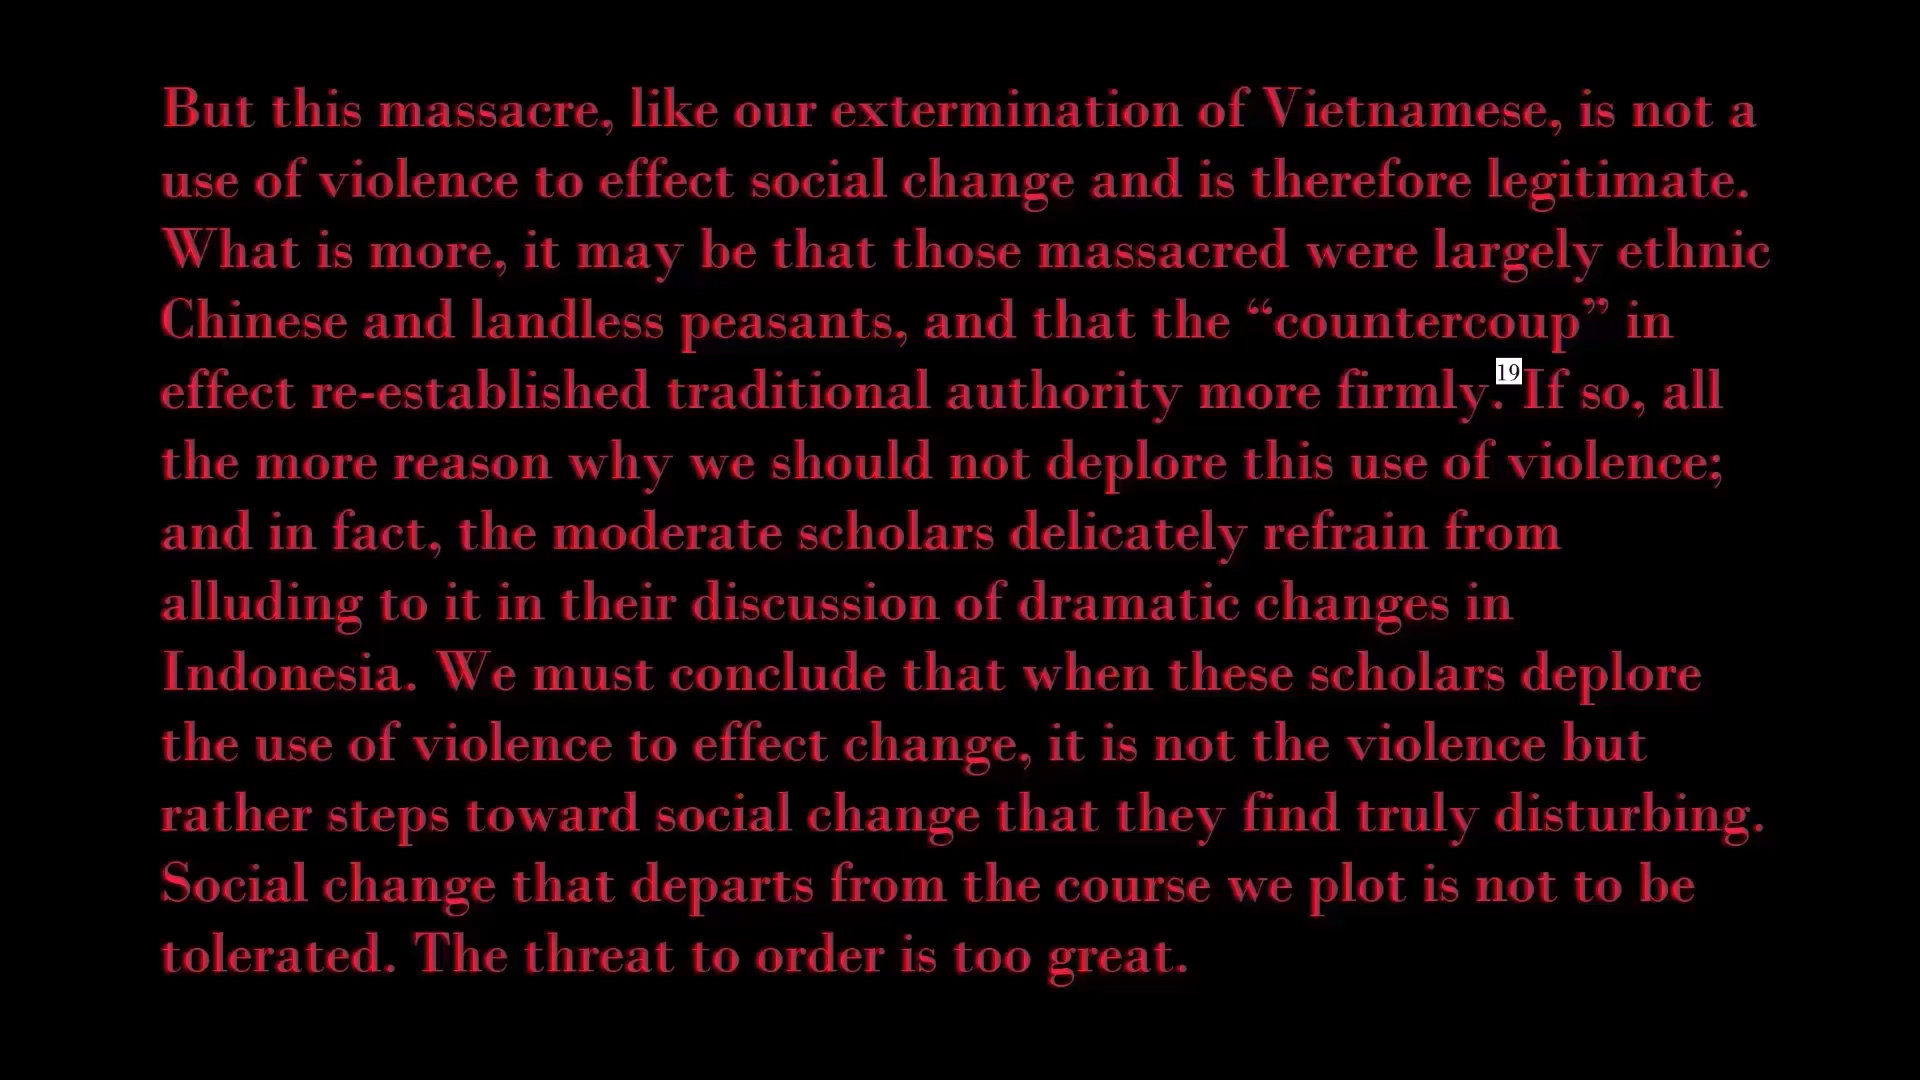 But this massacre, like our extermination of Vietnamese, is not a
use of violence to effect social change and is therefore legitimate.
What is more, it may be that those massacred were largely ethnic
Chinese and landless peasants, and that the “countercoup” in
effect re-established traditional authority more firmly.19 If so, all
the more reason why we should not deplore this use of violence;
and in fact, the moderate scholars delicately refrain from
alluding to it in their discussion of dramatic changes in
Indonesia. We must conclude that when these scholars deplore
the use of violence to effect change, it is not the violence but
rather steps toward social change that they find truly disturbing.
Social change that departs from the course we plot is not to be
tolerated. The threat to order is too great.